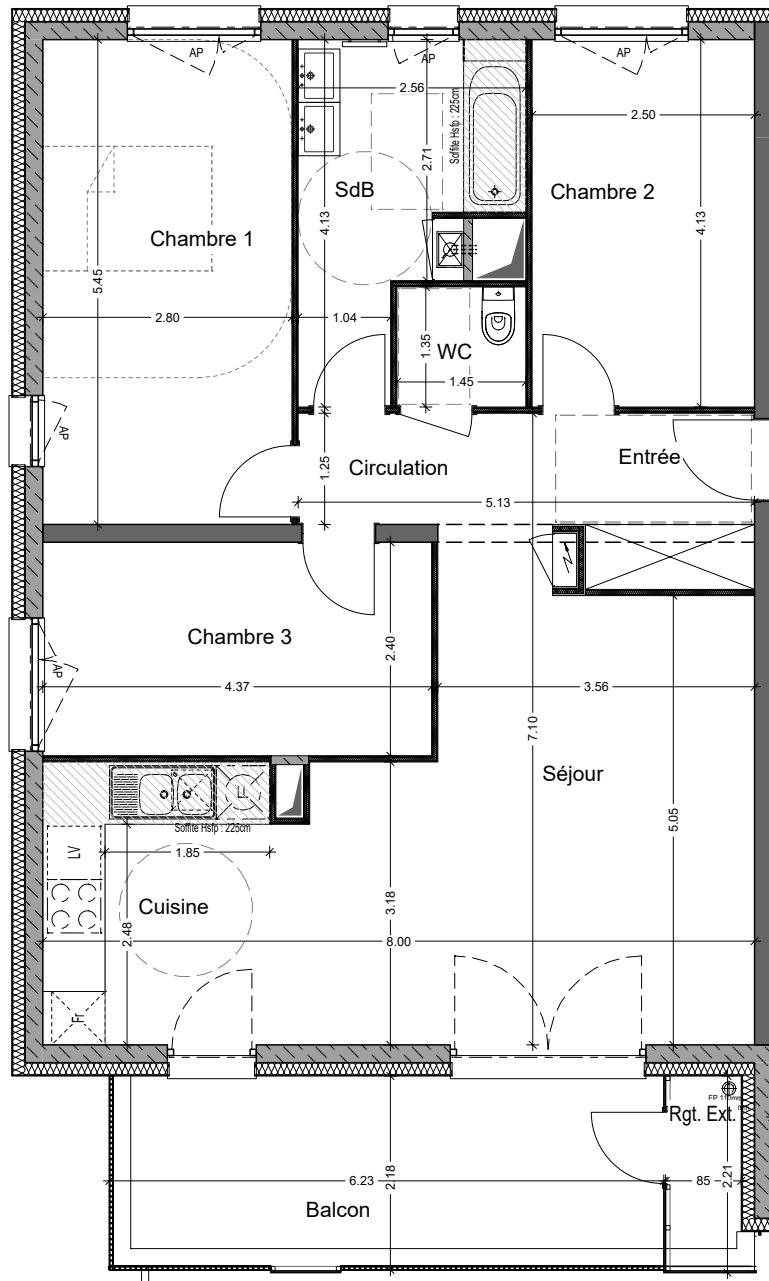 AP
AP
AP
2.56
2.50
Soffite Hsfp : 225cm
2.71
SdB
Chambre 2
4.13
4.13
Chambre 1
5.45
2.80
1.04
1.35
WC
1.45
AP
1.25
Circulation
Entrée
5.13
Chambre 3
2.40
AP
4.37
3.56
7.10
Séjour
LL
Soffite Hsfp : 225cm
5.05
LV
1.85
Cuisine
3.18
2.48
8.00
Fr
Rgt. Ext.
6.23
2.18
85
2.21
Balcon